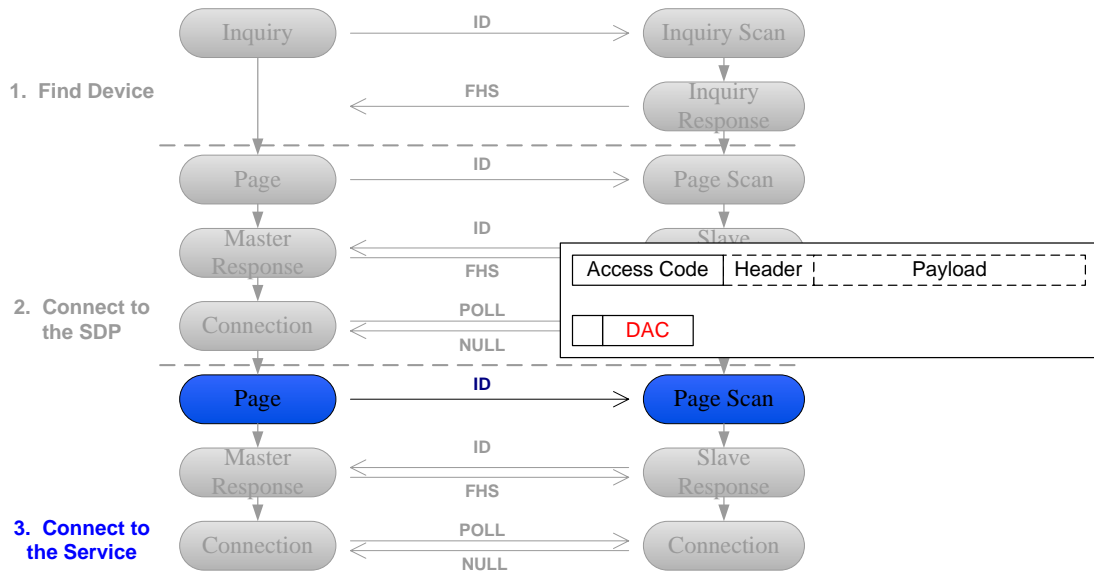 Inquiry
ID
Inquiry Scan
1. Find Device
FHS
Inquiry
Response
Page
ID
Page Scan
Master
Response
ID
FHS
Slave
Access Code
Header
Payload
2. Connect to
the SDP
Connection
POLL
NULL
DAC
Page
ID
Page Scan
Master
Response
ID
FHS
Slave
Response
3. Connect to
the Service
Connection
POLL
NULL
Connection